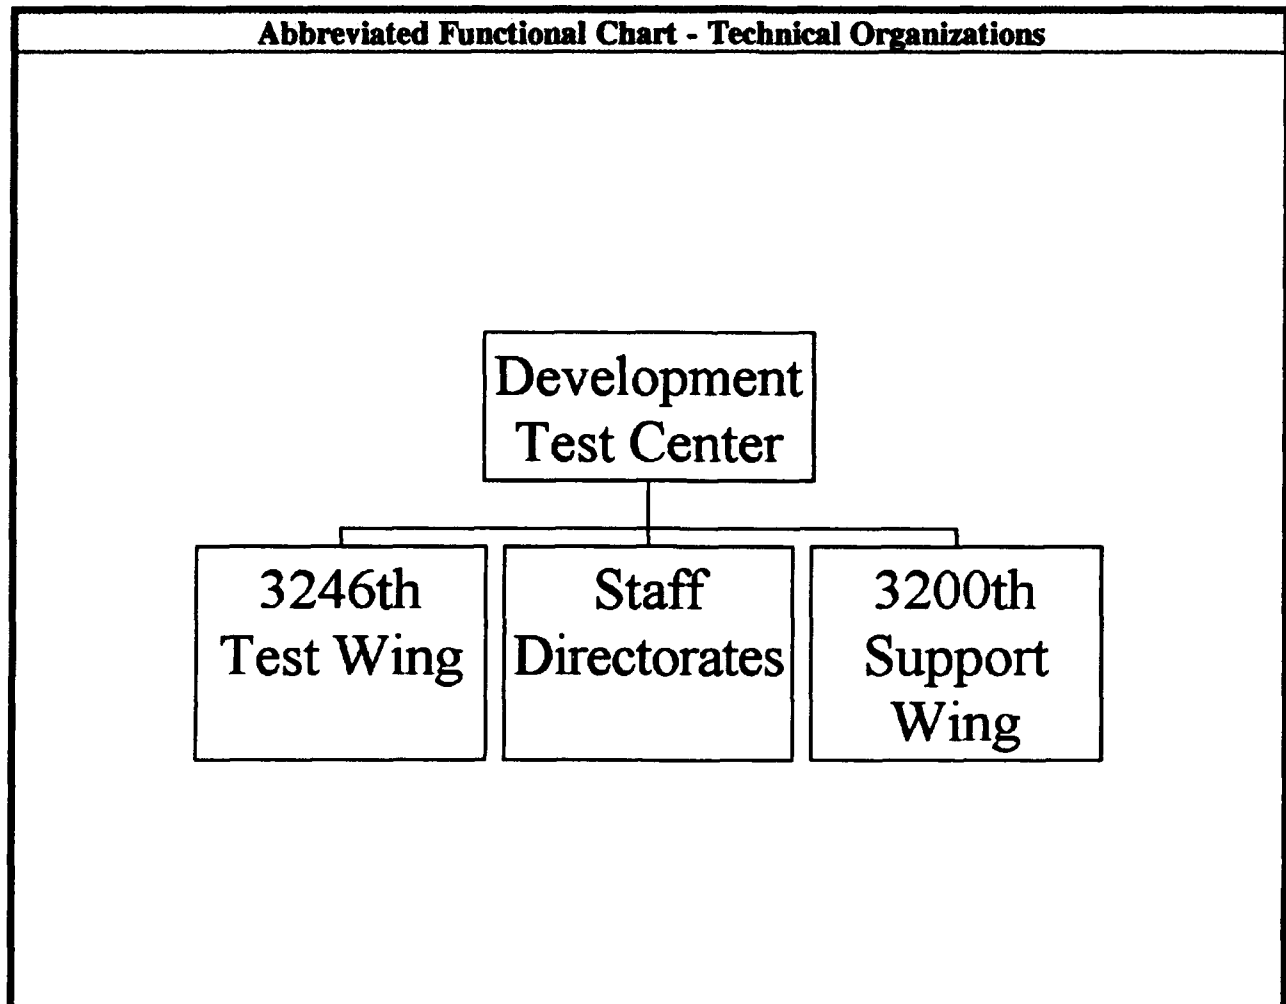 Abbreviated Functional Chart - Technical Organizations
Development
Test Center
3246th
Test Wing
Staff
Directorates
3200th
Support
Wing